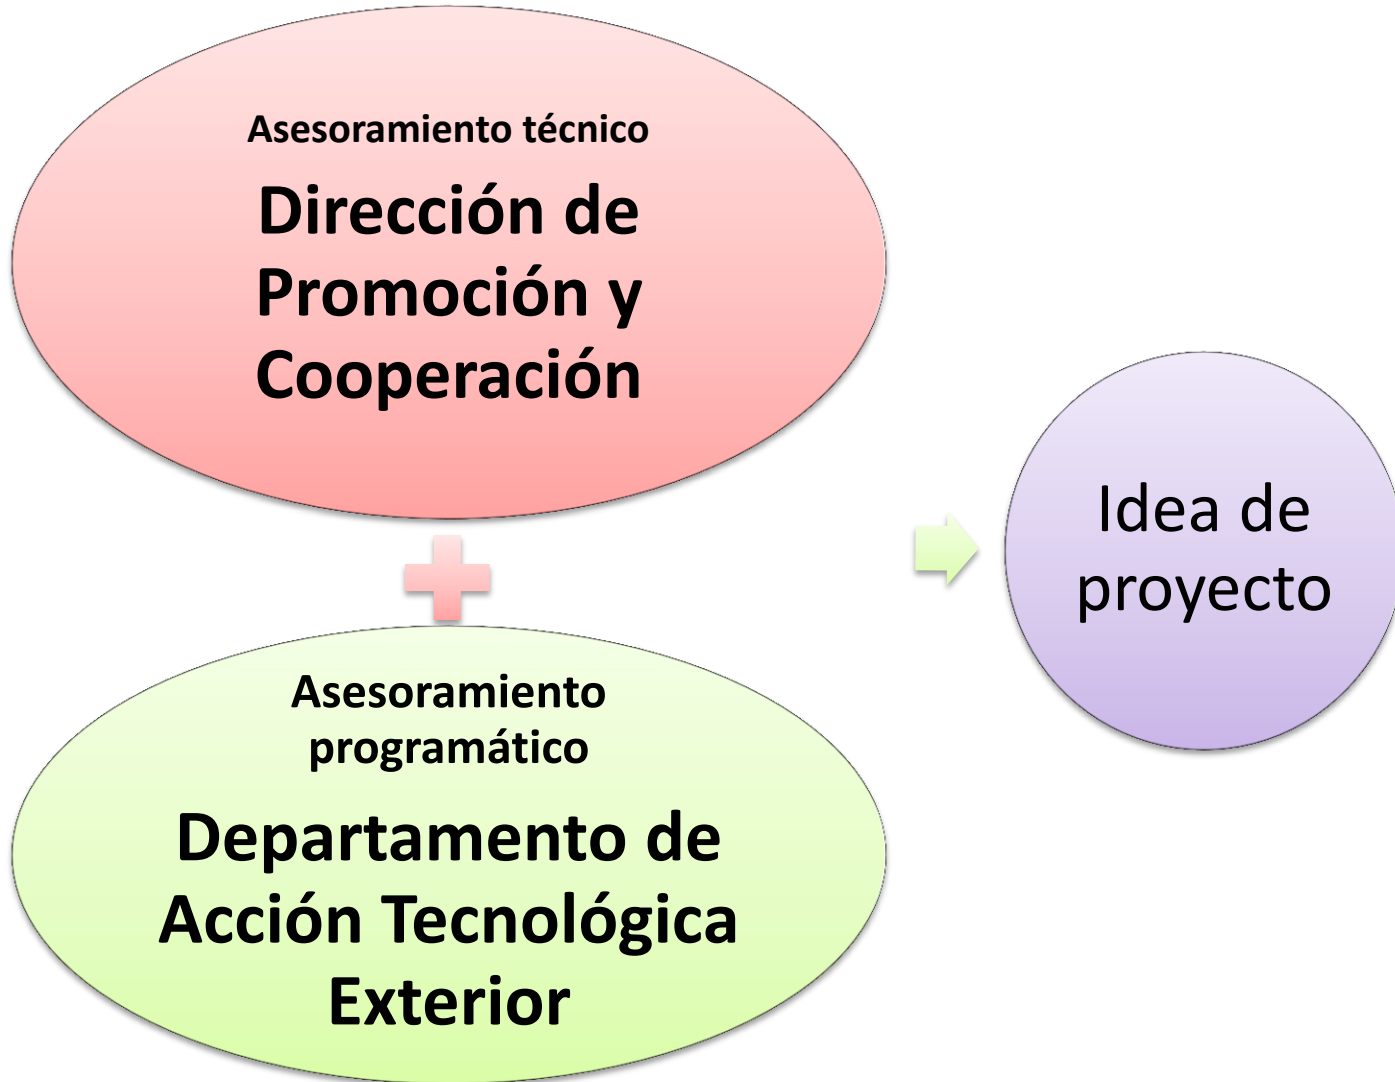 Asesoramiento técnico
Dirección de
Promoción y
Cooperación
Asesoramiento
programático
Departamento de
Acción Tecnológica
Exterior
Idea de
proyecto